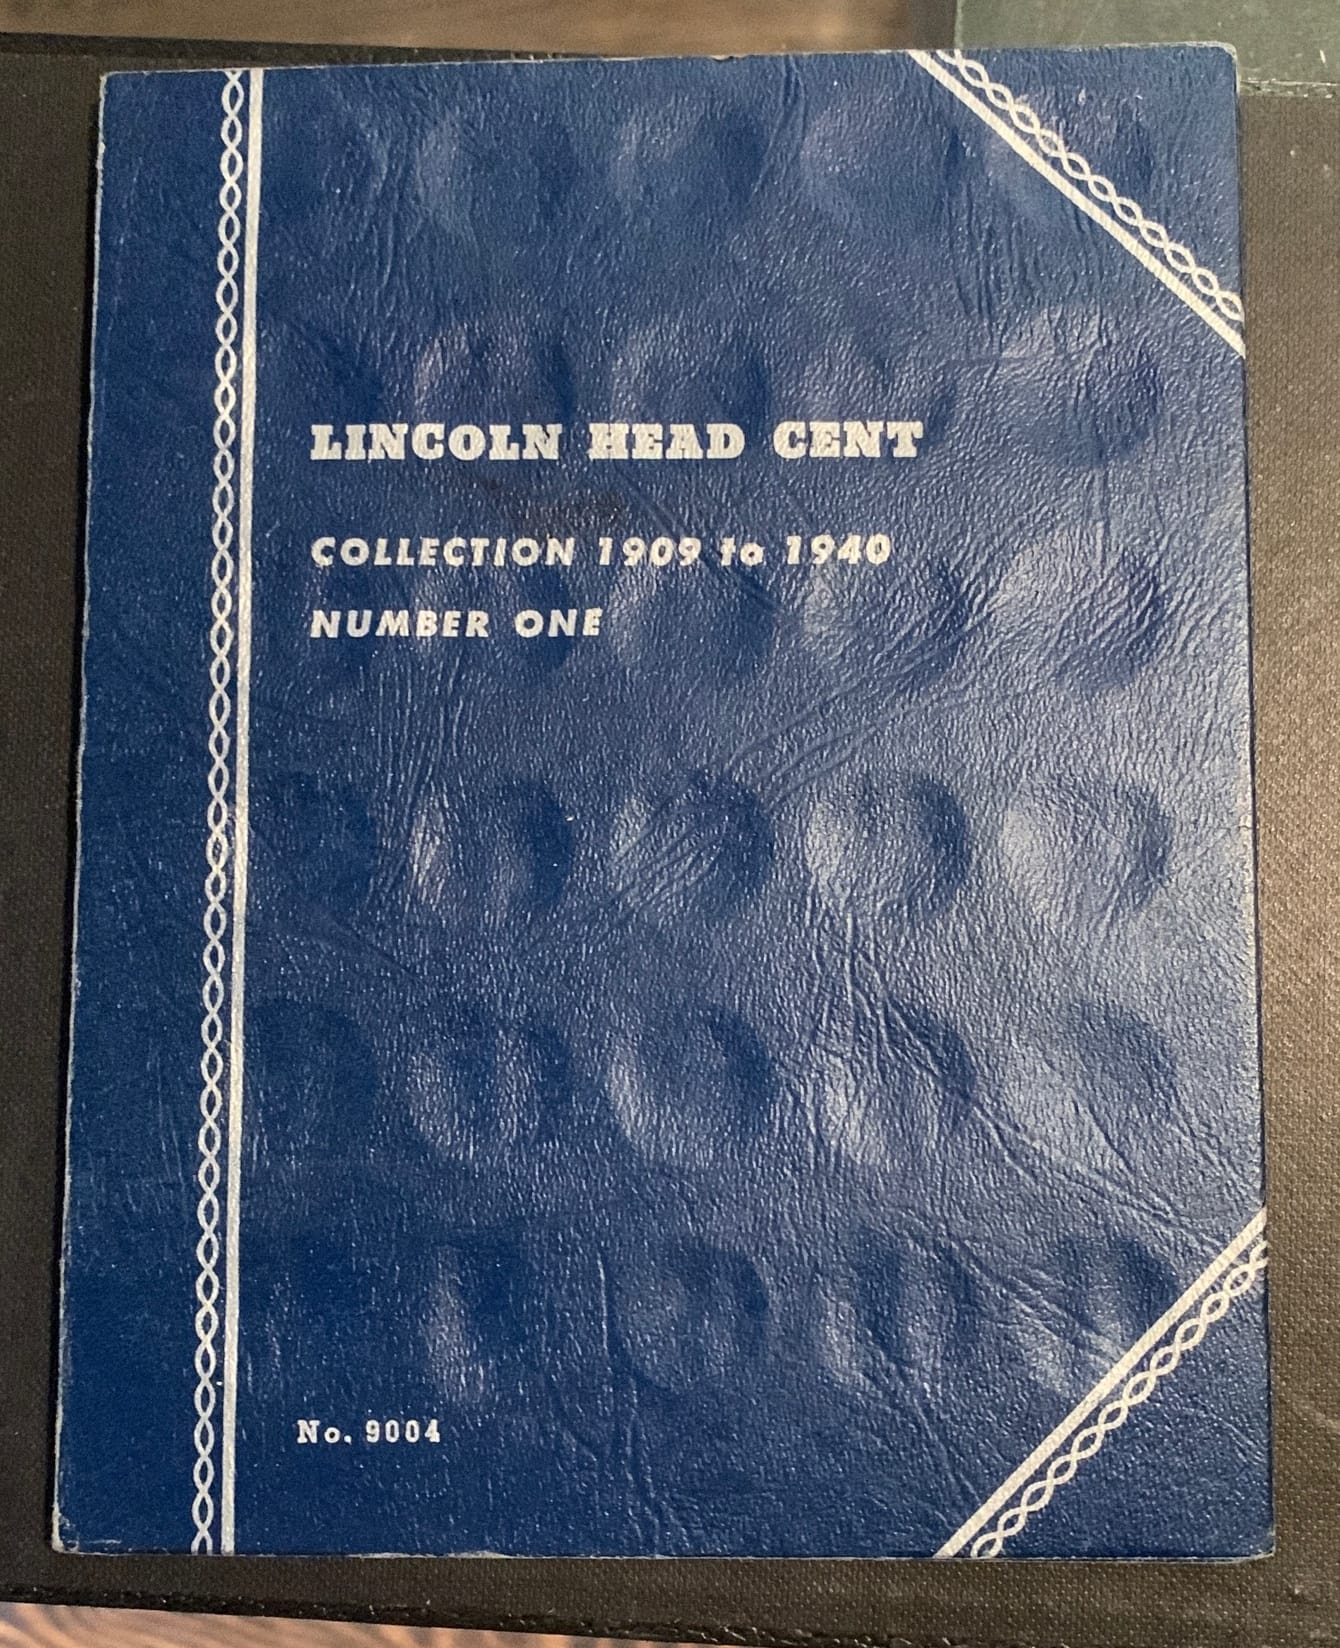 LINCOLN HEAD CENT
COLLECTION 1909 to 1940
NUMBER ONE
No. 9004